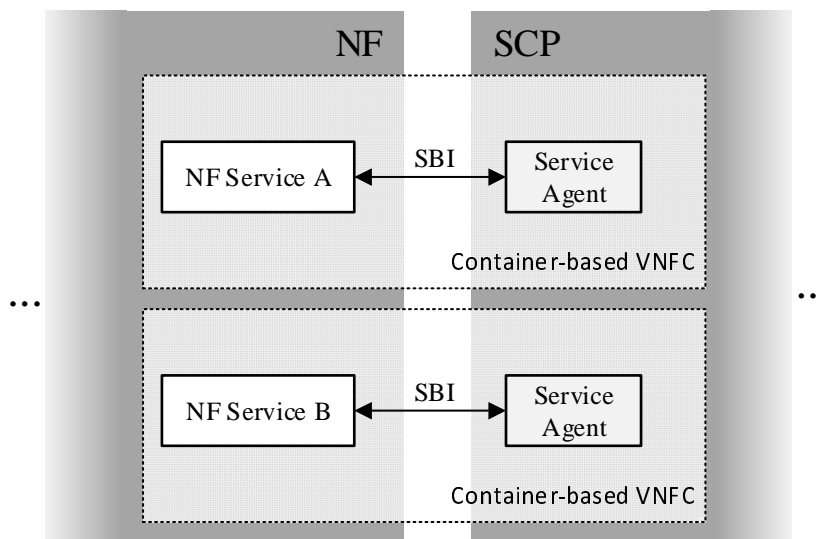 NF SCP
NF Service A
SBI
Service
Agent
Container-based VNFC
...
..
NF Service B
SBI
Service
Agent
Container-based VNFC